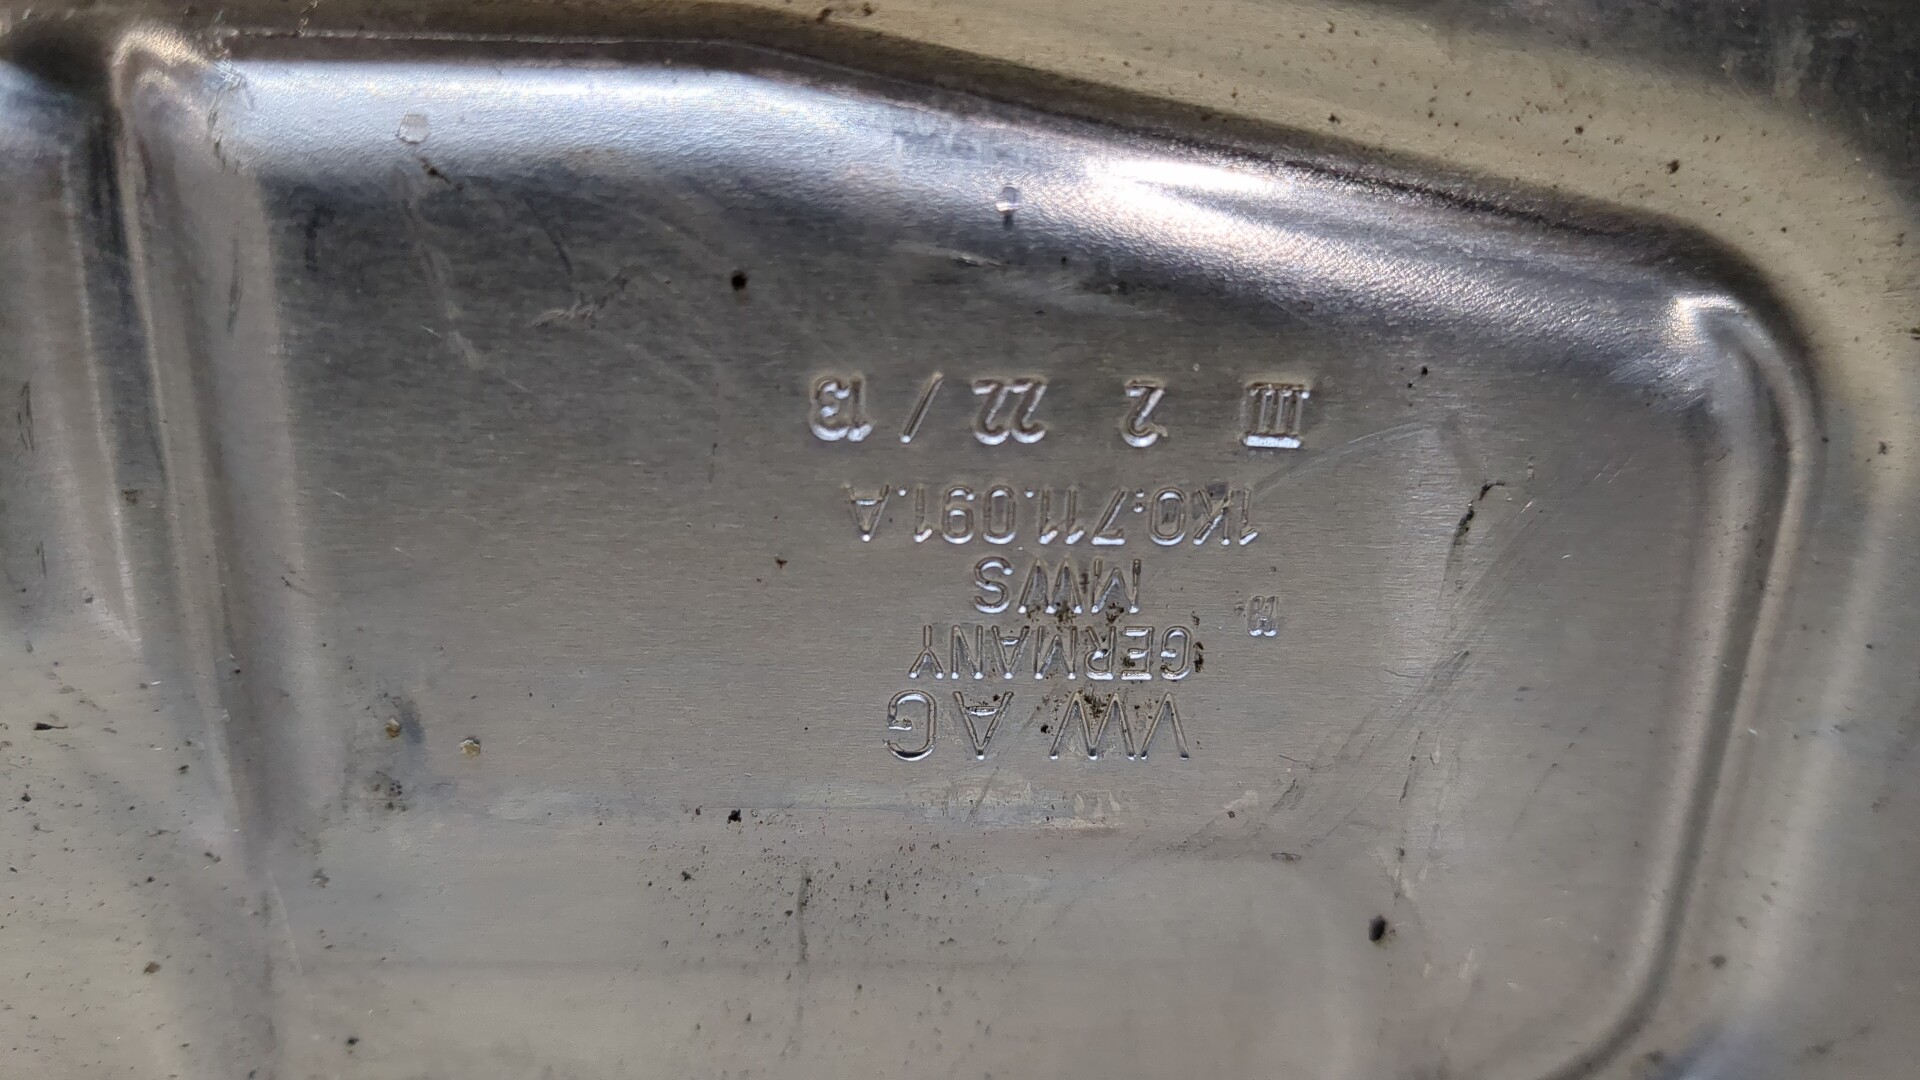 VW AG
GERMANY
MWS
1K0.711.091.A
III 2 22 / 13